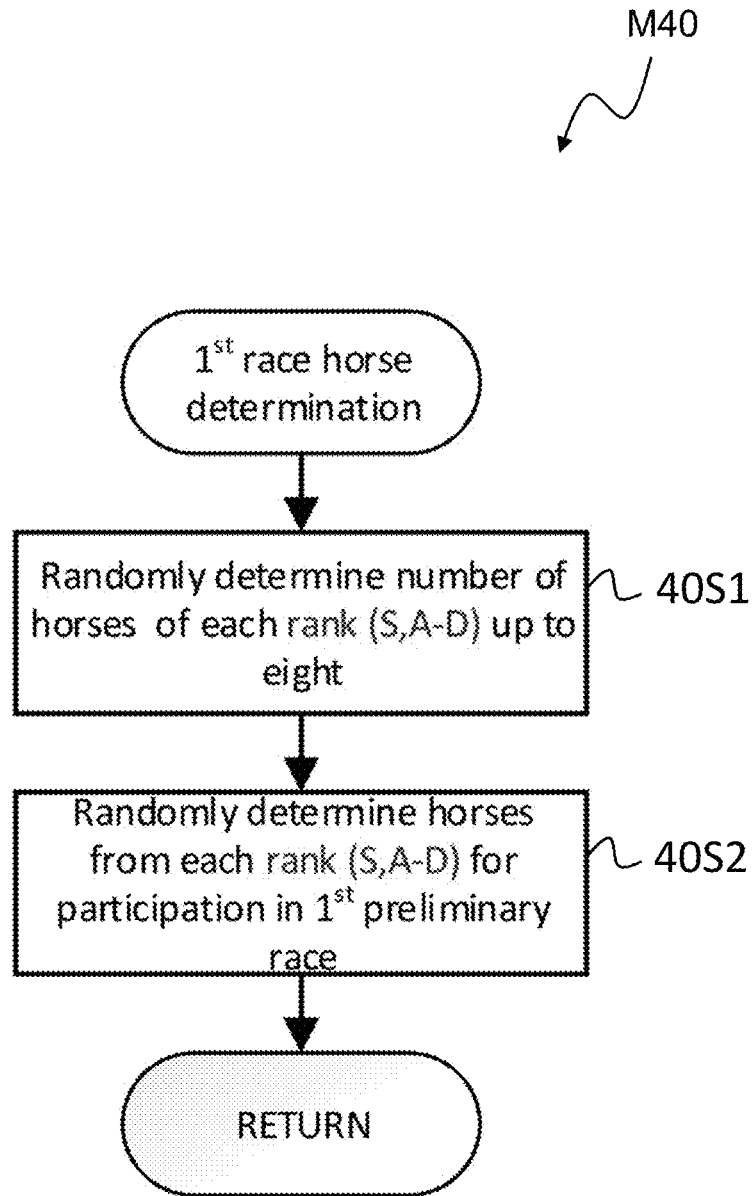 M40
1st race horse
determination
Randomly determine number of
horses of each rank (S,A-D) up to
eight
40S1
Randomly determine horses
from each rank (S,A-D) for
participation in 1st preliminary
race
40S2
RETURN